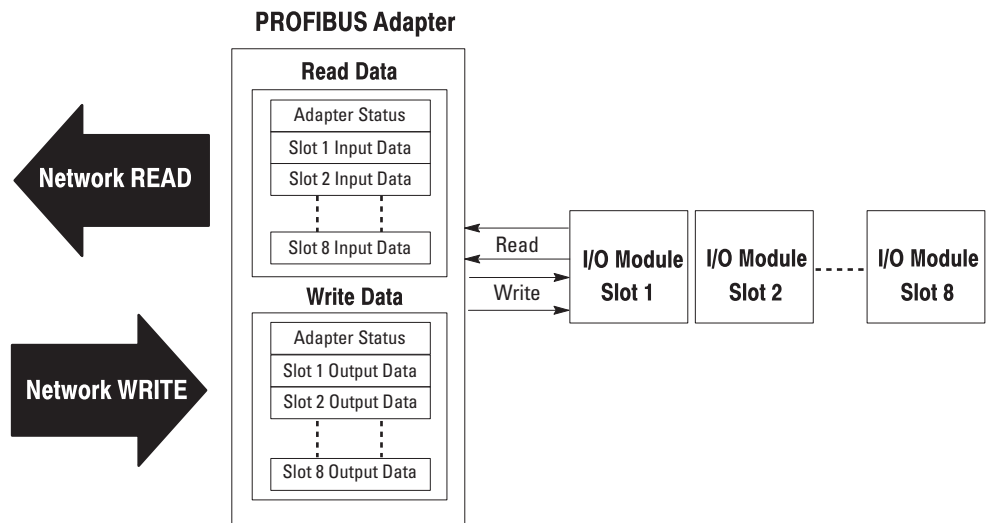 PROFIBUS Adapter
Read Data
Adapter Status
Slot 1 Input Data
Slot 2 Input Data
Slot 8 Input Data
Network READ
Read
Write
I/O Module
Slot 1
I/O Module
Slot 2
I/O Module
Slot 8
Write Data
Adapter Status
Slot 1 Output Data
Slot 2 Output Data
Slot 8 Output Data
Network WRITE